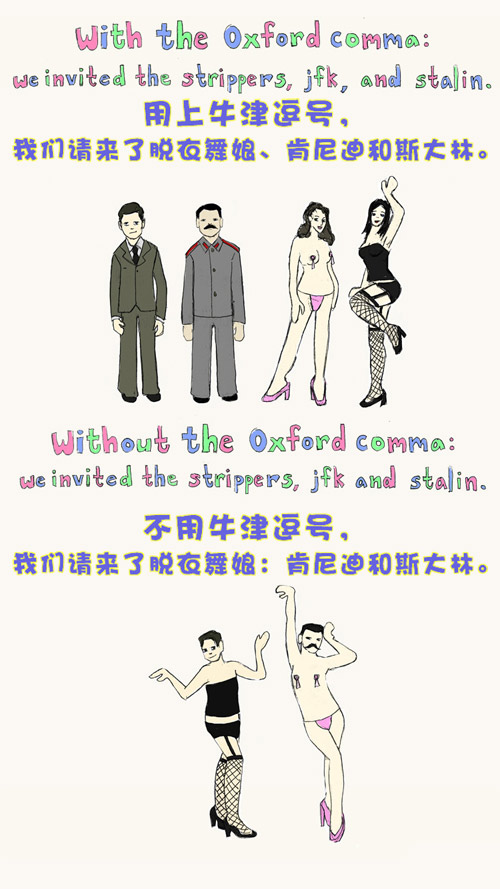 With the Oxford comma:
we invited the strippers, jfk, and stalin.
用上牛津逗号，
我们请来了脱衣舞娘、肯尼迪和斯大林。
Without the Oxford comma:
we invited the strippers, jfk and stalin.
不用牛津逗号，
我们请来了脱衣舞娘：肯尼迪和斯大林。